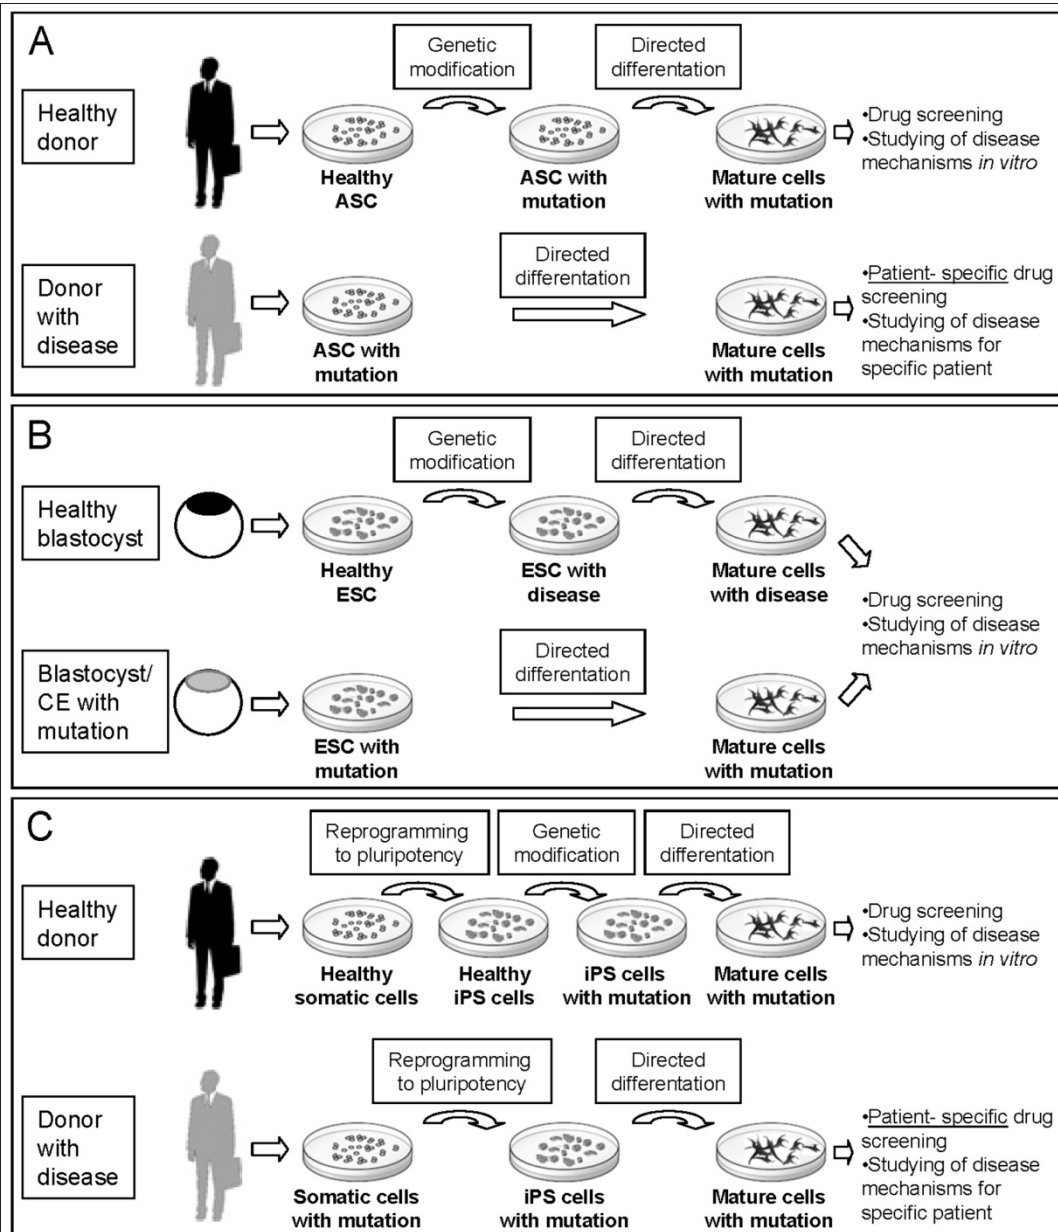 A
Genetic
modification
Directed
differentation
Healthy
donor
Healthy
ASC
ASC with
mutation
Mature cells
with mutation
•Drug screening
•Studying of disease
mechanisms in vitro
Donor
with
disease
Directed
differentation
ASC with
mutation
Mature cells
with mutation
•Patient- specific drug
screening
•Studying of disease
mechanisms for
specific patient
B
Genetic
modification
Directed
differentation
Healthy
blastocyst
Healthy
ESC
ESC with
disease
Mature cells
with disease
•Drug screening
•Studying of disease
mechanisms in vitro
Blastocyst/
CE with
mutation
Directed
differentation
ESC with
mutation
Mature cells
with mutation
C
Reprogramming
to pluripotency
Genetic
modification
Directed
differentation
Healthy
donor
Healthy
somatic cells
Healthy
iPS cells
iPS cells
with mutation
Mature cells
with mutation
•Drug screening
•Studying of disease
mechanisms in vitro
Reprogramming
to pluripotency
Directed
differentation
Donor
with
disease
Somatic cells
with mutation
iPS cells
with mutation
Mature cells
with mutation
•Patient- specific drug
screening
•Studying of disease
mechanisms for
specific patient